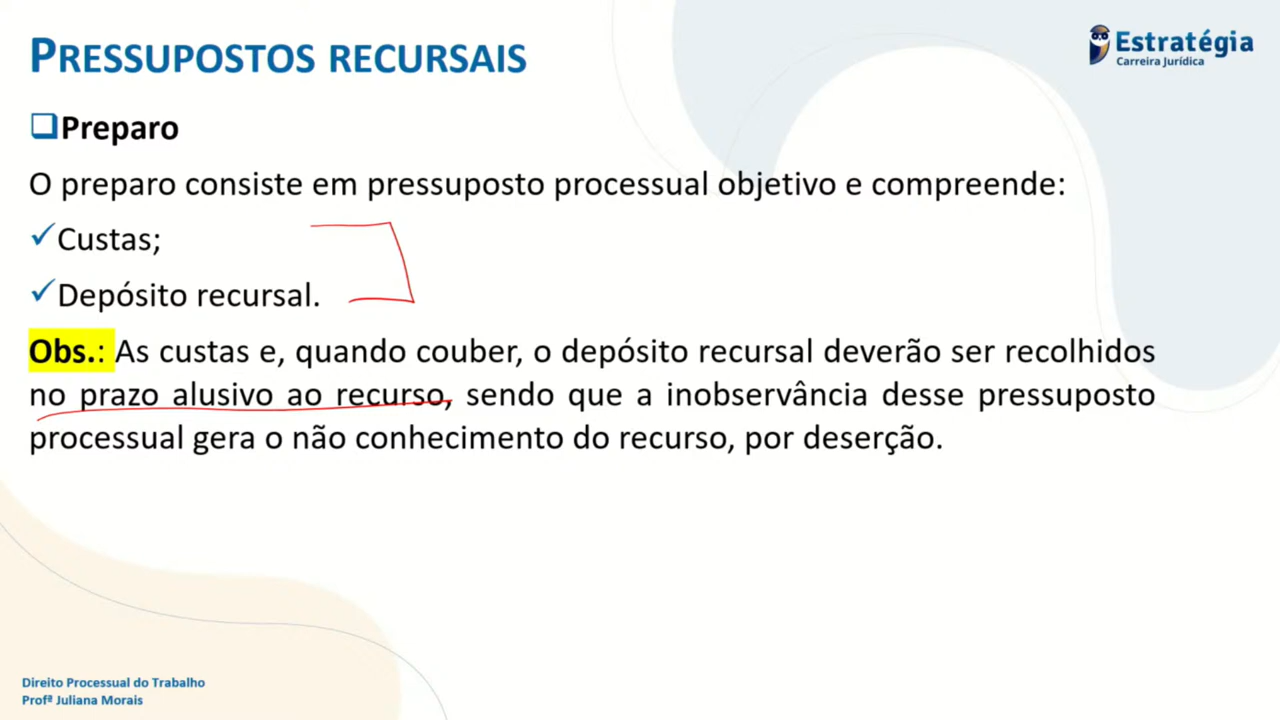 PRESSUPOSTOS RECURSAIS
Estratégia
Carreira Jurídica
Preparo
O preparo consiste em pressuposto processual objetivo e compreende:
Custas;
Depósito recursal.
Obs.: As custas e, quando couber, o depósito recursal deverão ser recolhidos
no prazo alusivo ao recurso, sendo que a inobservância desse pressuposto
processual gera o não conhecimento do recurso, por deserção.
Direito Processual do Trabalho
Profª Juliana Morais